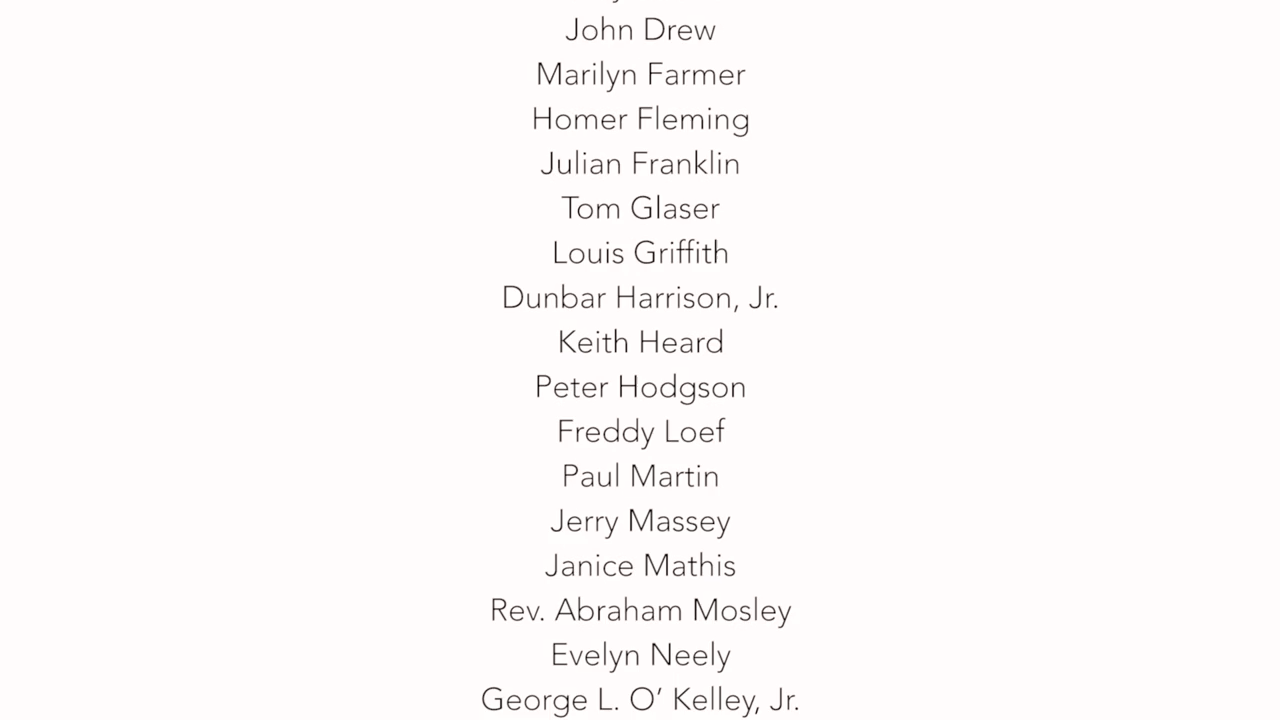 John Drew
Marilyn Farmer
Homer Fleming
Julian Franklin
Tom Glaser
Louis Griffith
Dunbar Harrison, Jr.
Keith Heard
Peter Hodgson
Freddy Loef
Paul Martin
Jerry Massey
Janice Mathis
Rev. Abraham Mosley
Evelyn Neely
George L. O’ Kelley, Jr.